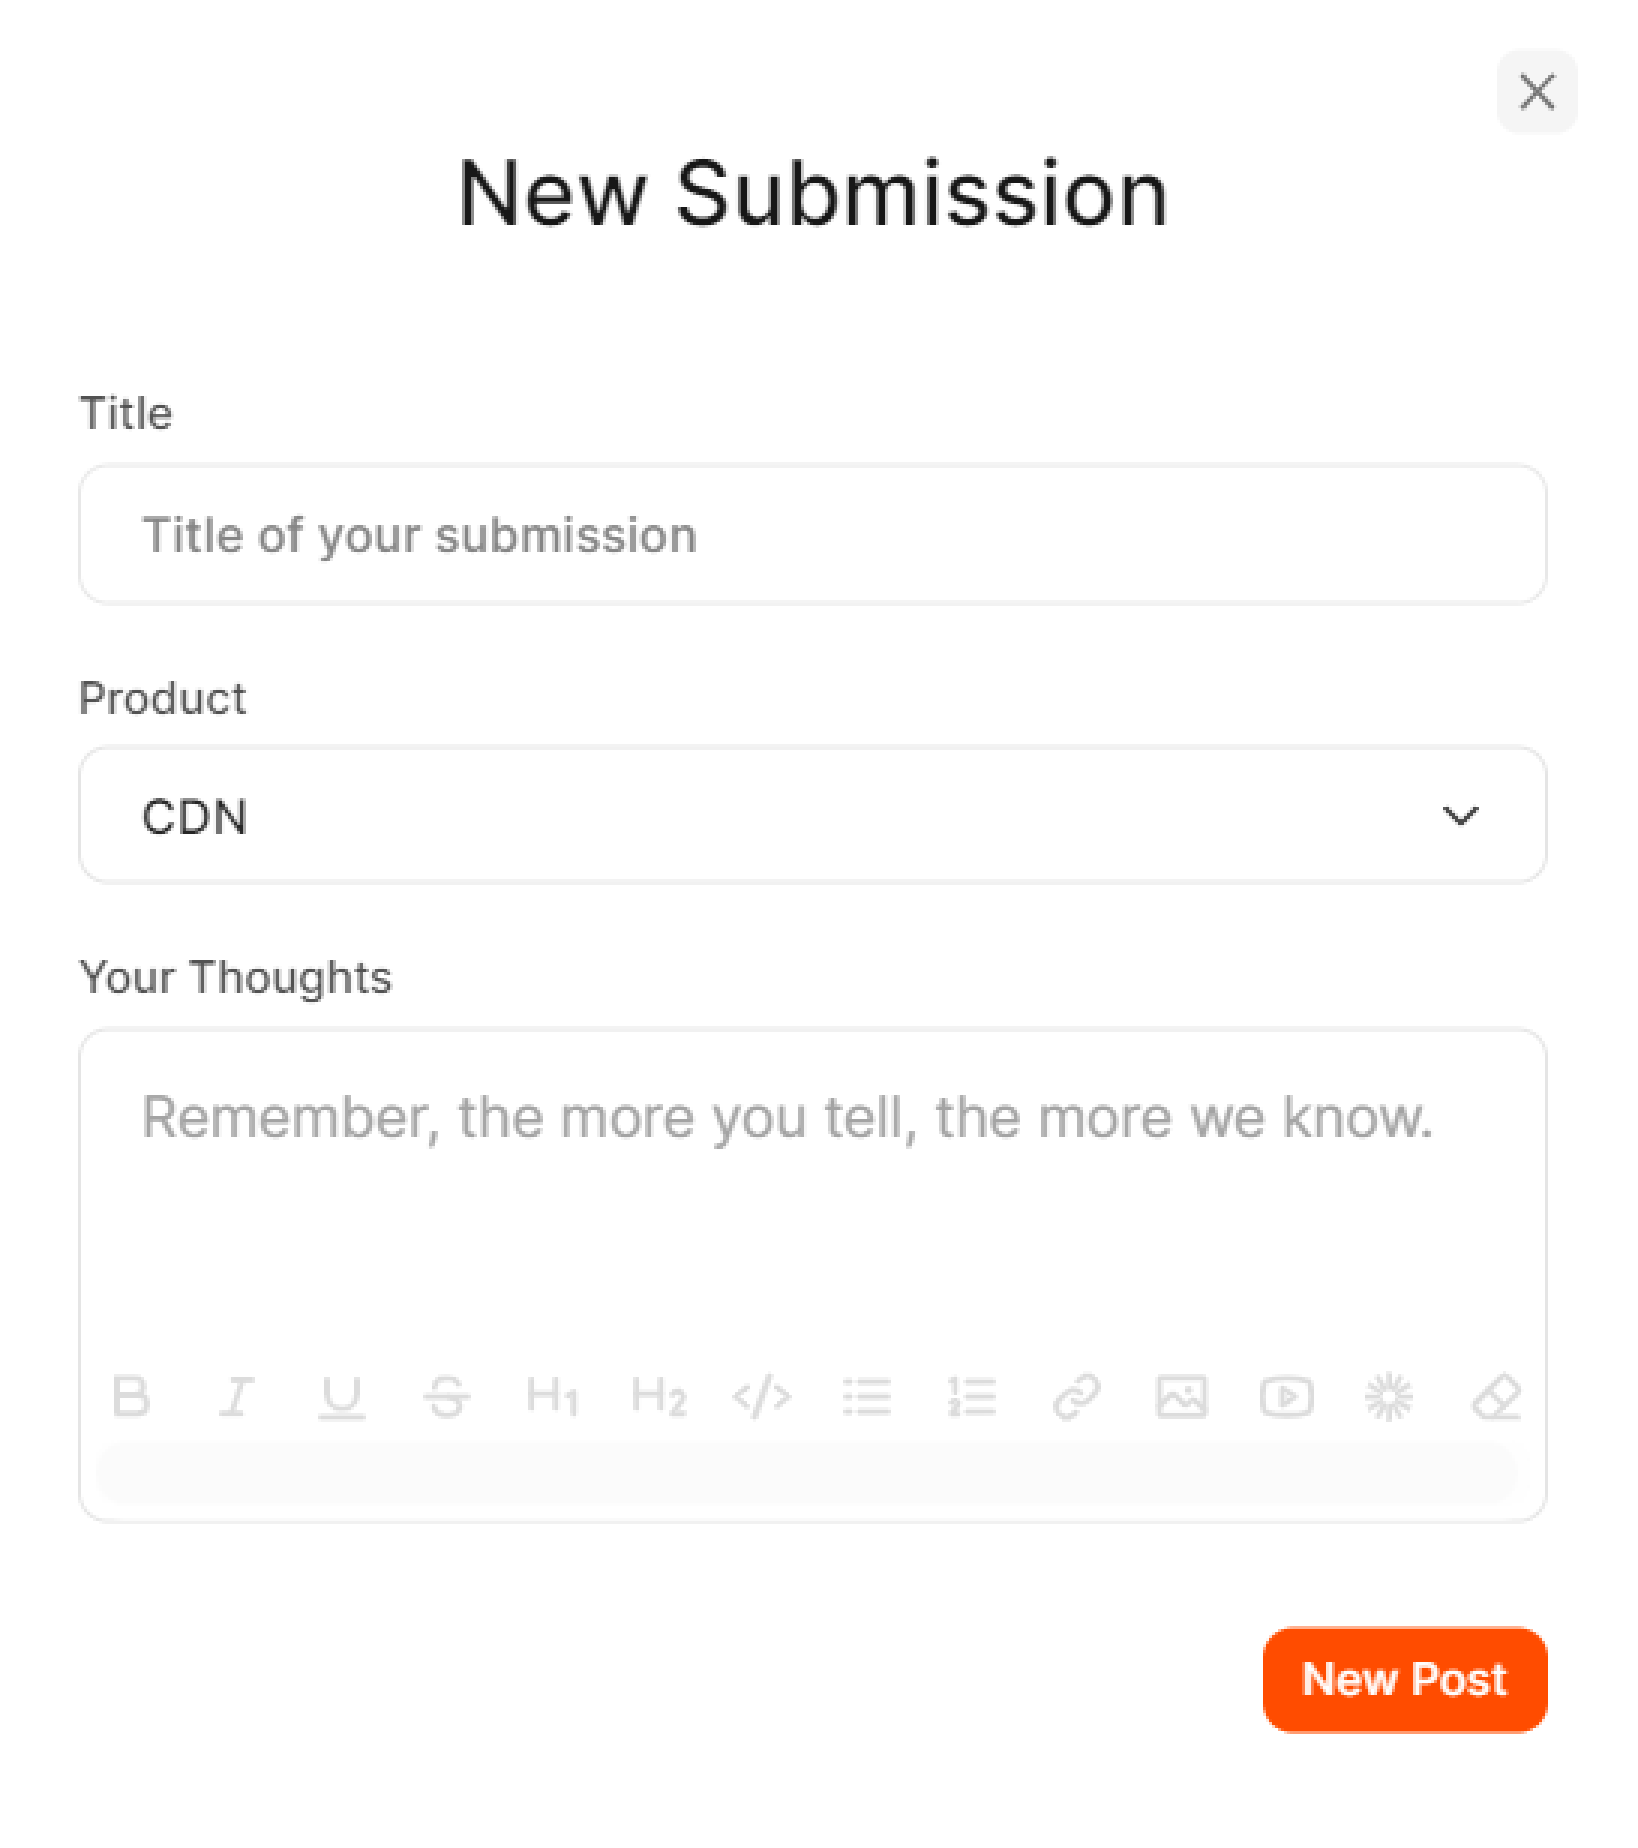 New Submission
Title
Title of your submission
Product
CDN
Your Thoughts
Remember, the more you tell, the more we know.
B I U S H1 H2 </>
New Post